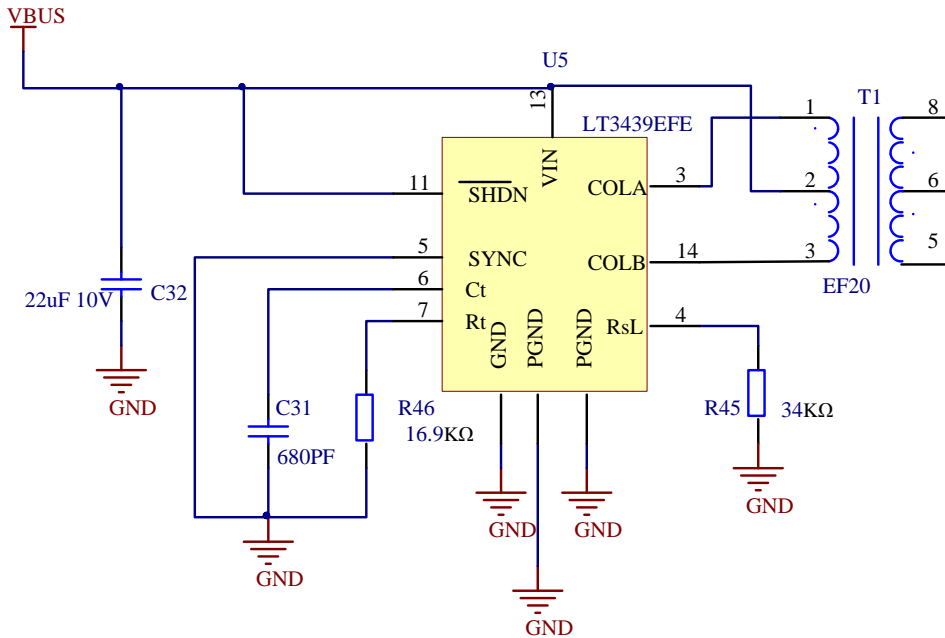 VBUS
U5
13
T1
LT3439EFE
1
8
VIN
11
SHDN
COLA
3
2
6
5
SYNC
COLB
14
3
5
22uF 10V
C32
6
Ct
EF20
7
Rt
GND
PGND
PGND
RsL
4
GND
C31
680PF
R46
16.9KΩ
R45
34KΩ
GND
GND
GND
GND
GND